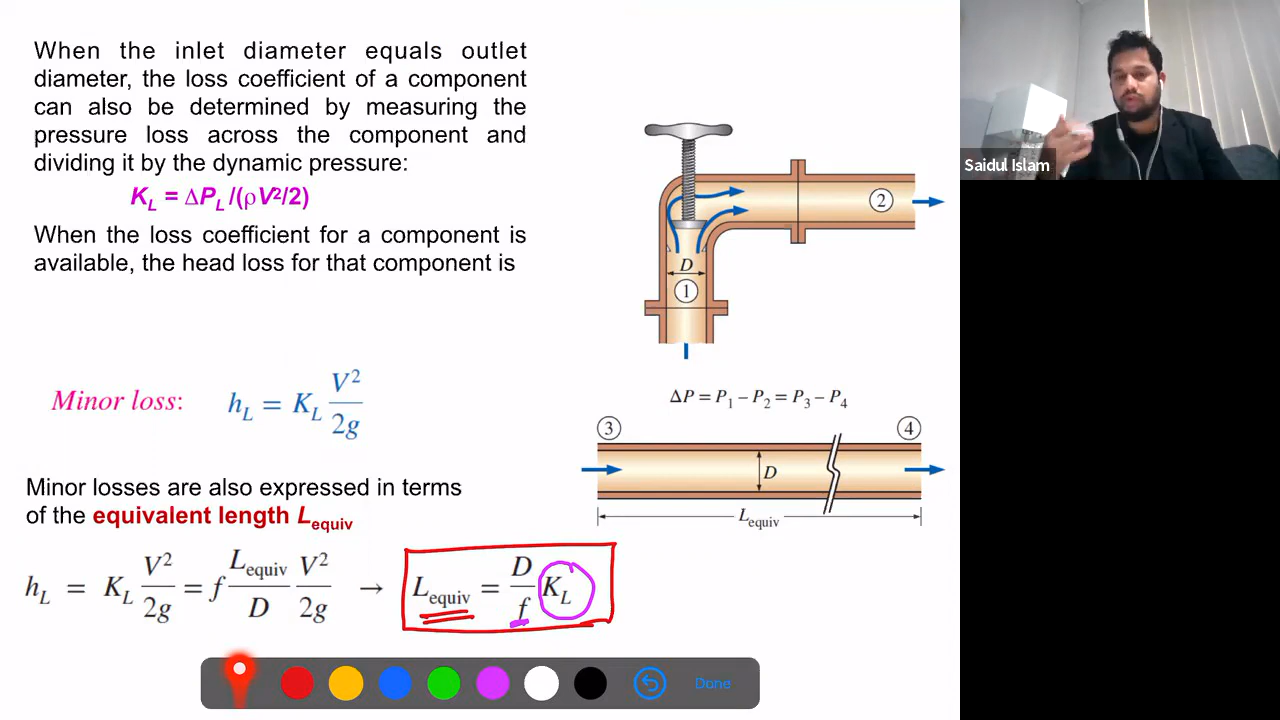 When the inlet diameter equals outlet
diameter, the loss coefficient of a component
can also be determined by measuring the
pressure loss across the component and
dividing it by the dynamic pressure:
K_L = ΔP_L /(ρV²/2)
When the loss coefficient for a component is
available, the head loss for that component is
Minor loss: h_L = K_L V²/2g
Minor losses are also expressed in terms
of the equivalent length L_equiv
h_L = K_L V²/2g = f L_equiv/D V²/2g → L_equiv = D/f K_L
D
1
2
ΔP = P₁ – P₂ = P₃ – P₄
3
4
D
L_equiv
Saidul Islam
Done